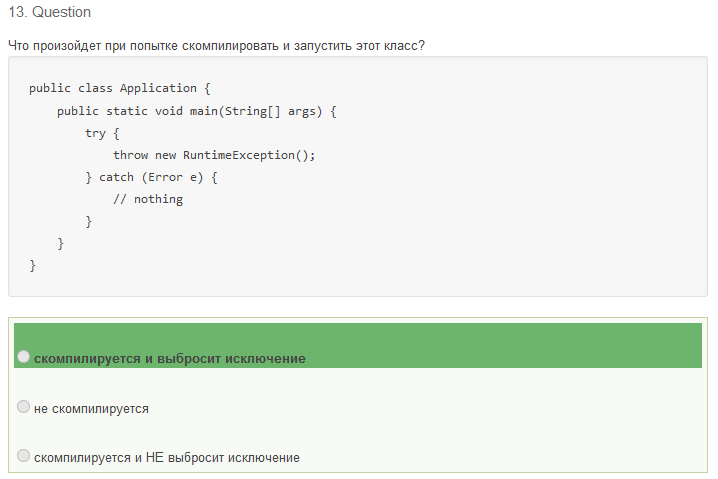 13. Question
Что произойдет при попытке скомпилировать и запустить этот класс?
public class Application {
    public static void main(String[] args) {
        try {
            throw new RuntimeException();
        } catch (Error e) {
            // nothing
        }
    }
}
скомпилируется и выбросит исключение
не скомпилируется
скомпилируется и НЕ выбросит исключение